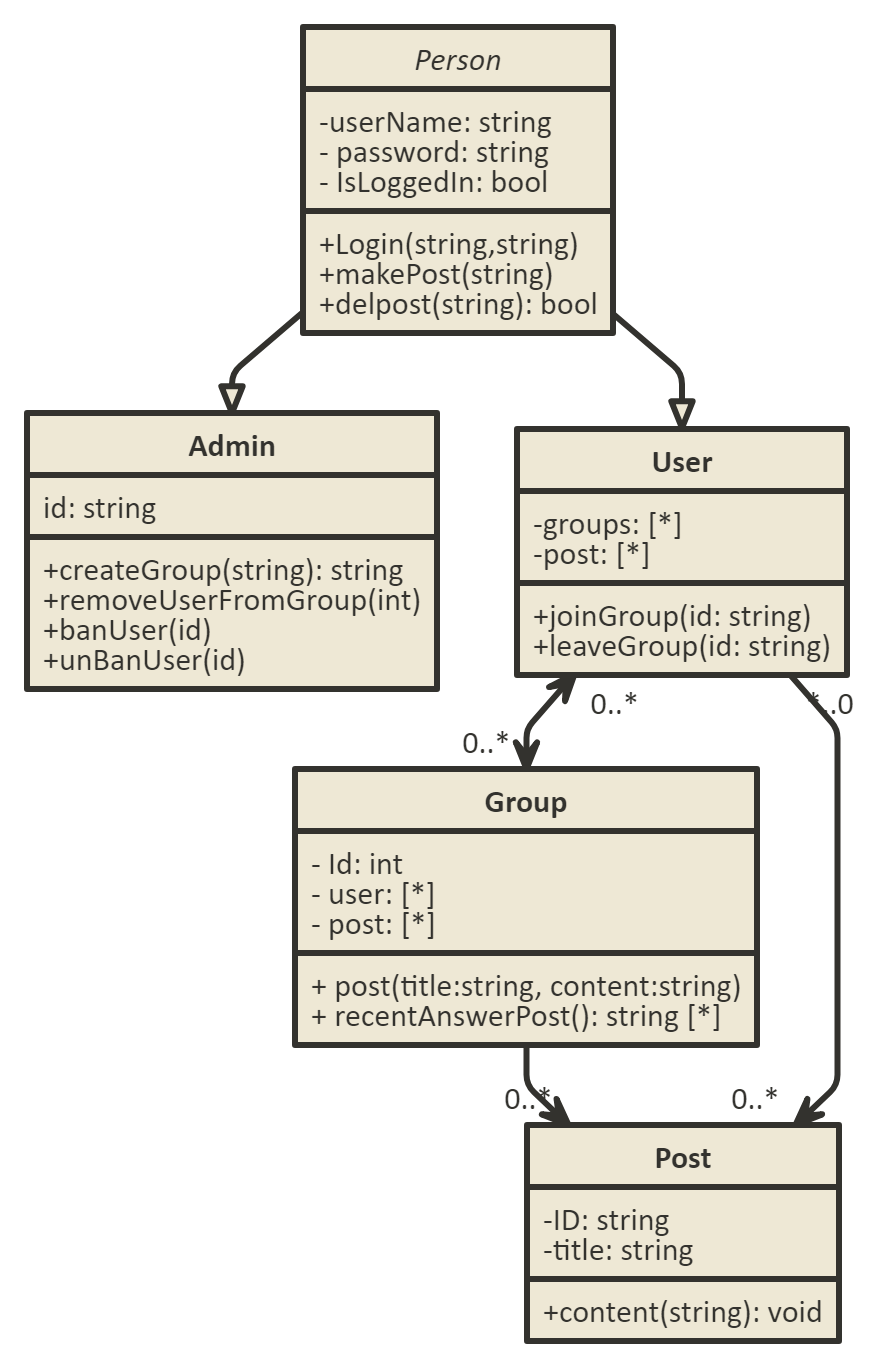 Person
-userName: string
- password: string
- IsLoggedIn: bool
+Login(string,string)
+makePost(string)
+delpost(string): bool
Admin
id: string
+createGroup(string): string
+removeUserFromGroup(int)
+banUser(id)
+unBanUser(id)
User
-groups: [*]
-post: [*]
+joinGroup(id: string)
+leaveGroup(id: string)
0..*
*..0
0..*
Group
- Id: int
- user: [*]
- post: [*]
+ post(title:string, content:string)
+ recentAnswerPost(): string [*]
0..*
0..*
Post
-ID: string
-title: string
+content(string): void